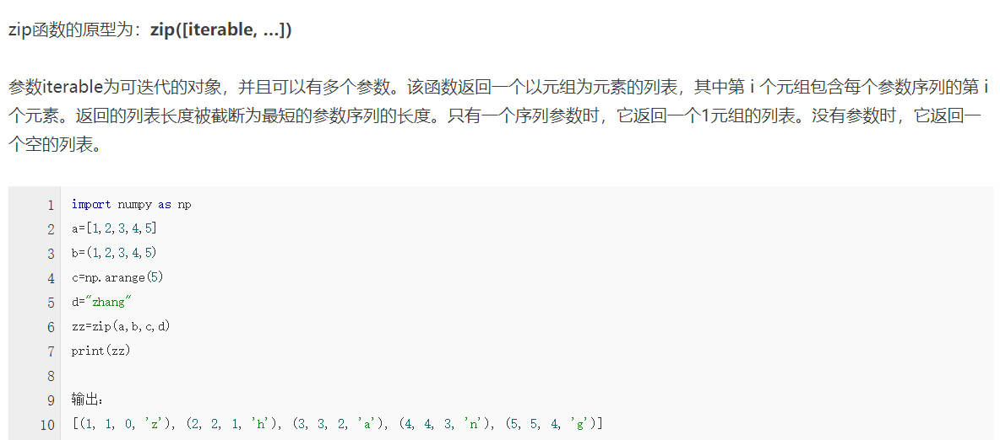 zip函数的原型为：zip([iterable, …])
参数iterable为可迭代的对象，并且可以有多个参数。该函数返回一个以元组为元素的列表，其中第 i 个元组包含每个参数序列的第 i
个元素。返回的列表长度被截断为最短的参数序列的长度。只有一个序列参数时，它返回一个1元组的列表。没有参数时，它返回一
个空的列表。
1 import numpy as np
2 a=[1,2,3,4,5]
3 b=(1,2,3,4,5)
4 c=np.arange(5)
5 d="zhang"
6 zz=zip(a,b,c,d)
7 print(zz)
8
9 输出：
10 [(1, 1, 0, 'z'), (2, 2, 1, 'h'), (3, 3, 2, 'a'), (4, 4, 3, 'n'), (5, 5, 4, 'g')]